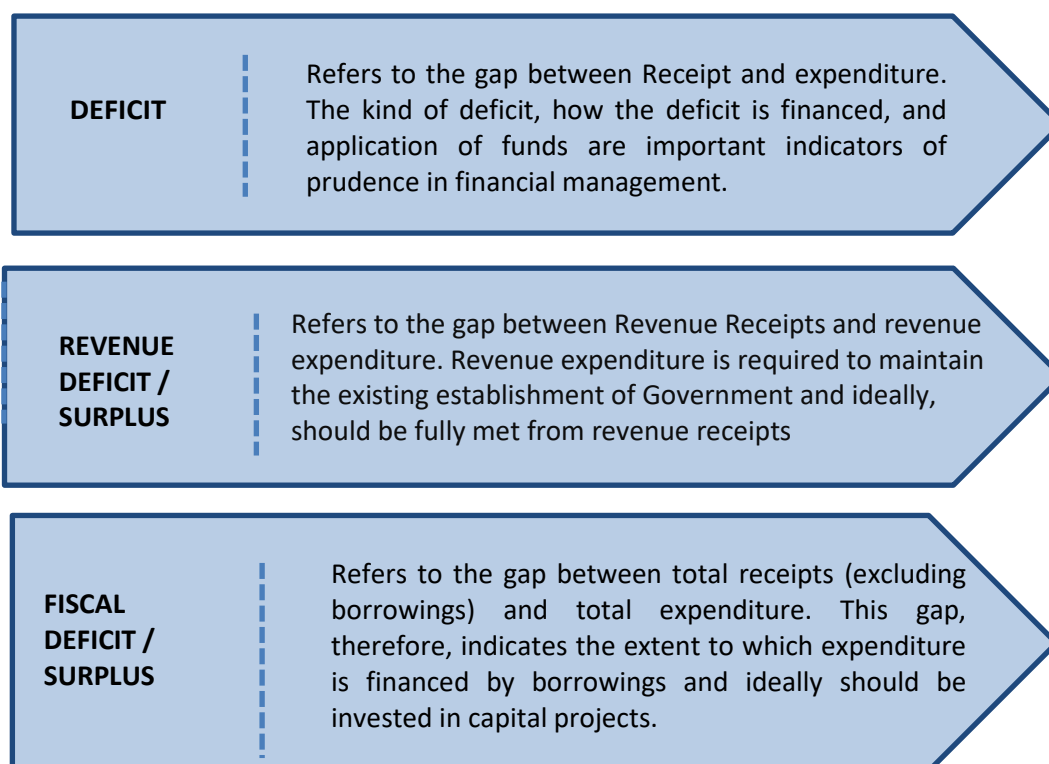 DEFICIT
Refers to the gap between Receipt and expenditure.
The kind of deficit, how the deficit is financed, and
application of funds are important indicators of
prudence in financial management.
REVENUE
DEFICIT /
SURPLUS
Refers to the gap between Revenue Receipts and revenue
expenditure. Revenue expenditure is required to maintain
the existing establishment of Government and ideally,
should be fully met from revenue receipts
FISCAL
DEFICIT /
SURPLUS
Refers to the gap between total receipts (excluding
borrowings) and total expenditure. This gap,
therefore, indicates the extent to which expenditure
is financed by borrowings and ideally should be
invested in capital projects.